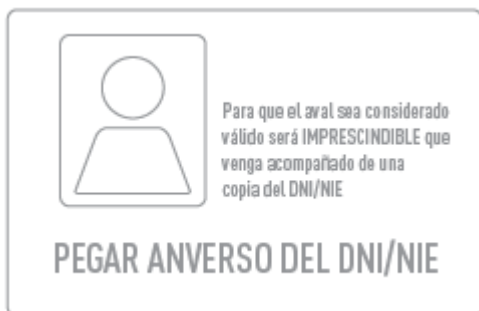 Para que el aval sea considerado
válido será IMPRESCINDIBLE que
venga acompañado de una
copia del DNI/NIE
PEGAR ANVERSO DEL DNI/NIE